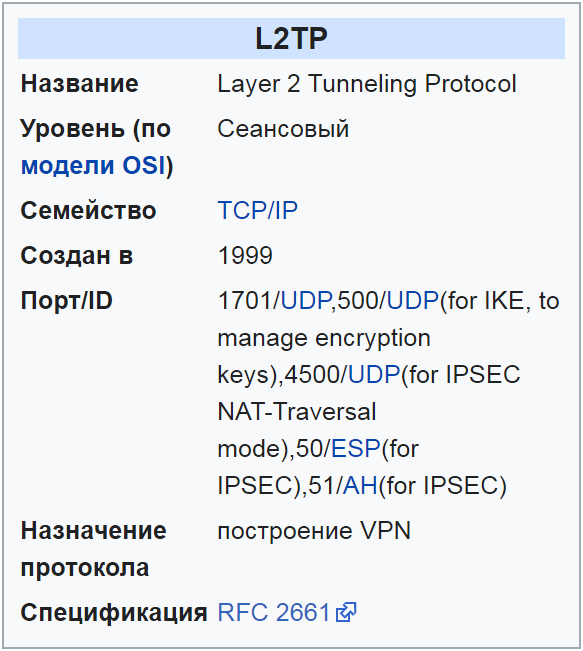 L2TP
Название Layer 2 Tunneling Protocol
Уровень (по Сеансовый
модели OSI)
Семейство TCP/IP
Создан в 1999
Порт/ID 1701/UDP,500/UDP(for IKE, to
manage encryption
keys),4500/UDP(for IPSEC
NAT-Traversal
mode),50/ESP(for
IPSEC),51/AH(for IPSEC)
Назначение построение VPN
протокола
Спецификация RFC 2661